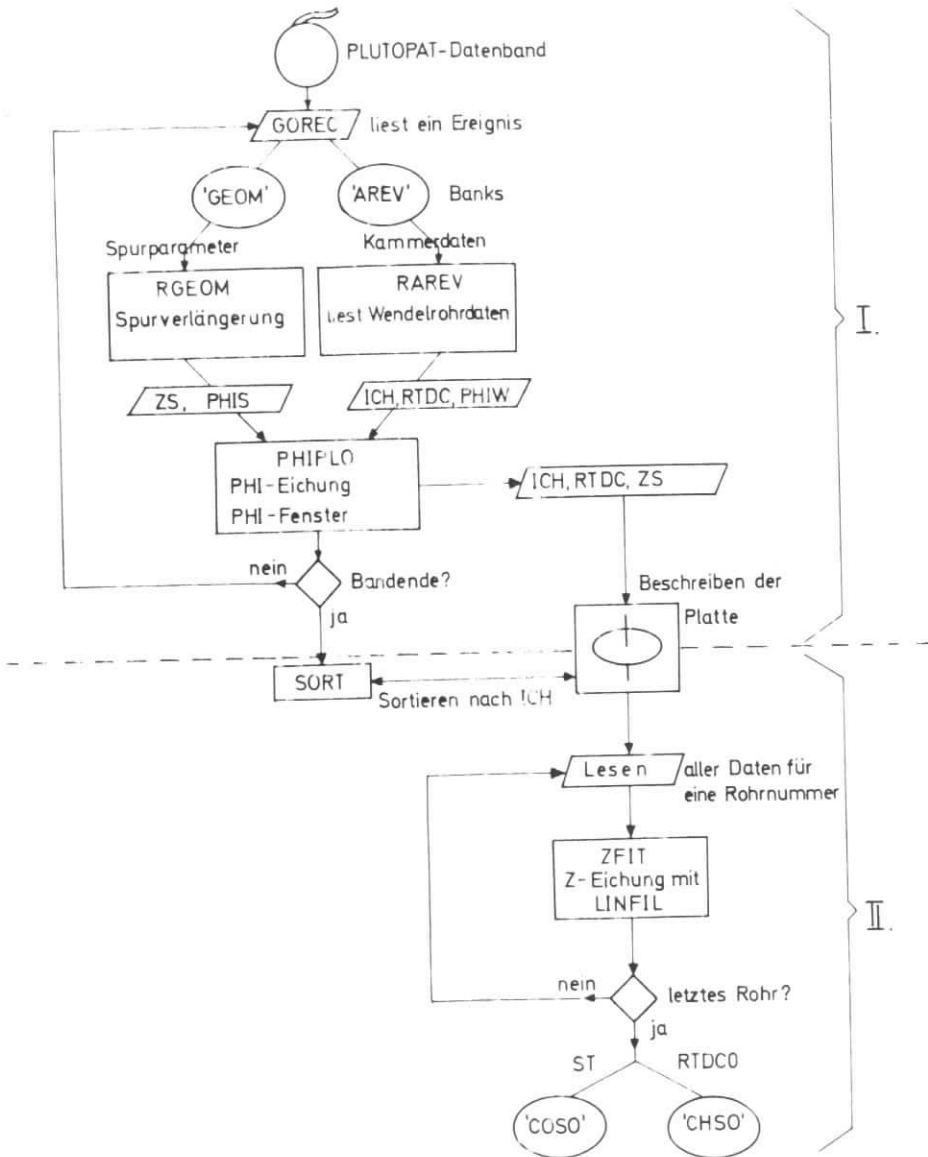 PLUTOPAT-Datenband
GOREC
liest ein Ereignis
'GEOM'
'AREV'
Banks
Spurparameter
Kammerdaten
RGEOM
Spurverlängerung
RAREV
liest Wendelrohrdaten
I.
ZS, PHIS
ICH, RTDC, PHIW
PHIPLO
PHI-Eichung
PHI-Fenster
ICH, RTDC, ZS
nein
Bandende?
ja
Beschreiben der
Platte
SORT
Sortieren nach ICH
Lesen
aller Daten für
eine Rohrnummer
ZFIT
Z-Eichung mit
LINFIL
II.
nein
letztes Rohr?
ja
ST
RTDC0
'COSO'
'CHSO'